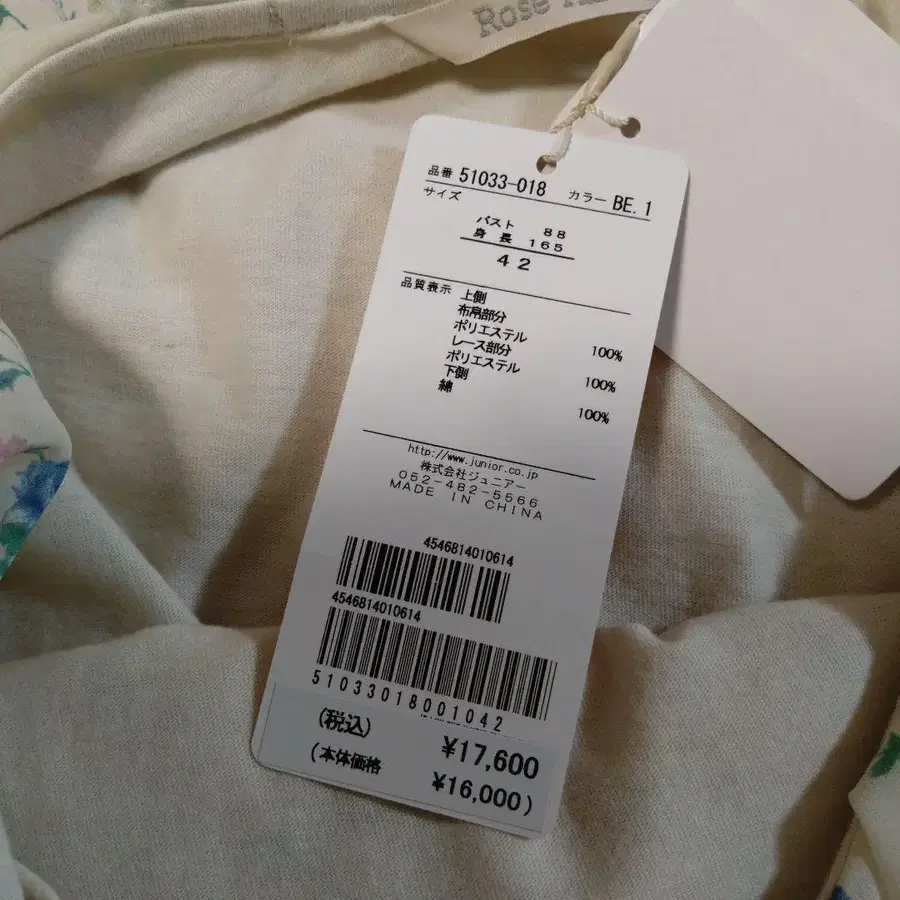 Rose
品番 51033-018 カラー BE.1
サイズ
バスト 88
身長 165
42
品質表示 上側
布帛部分
ポリエステル 100%
レース部分
ポリエステル 100%
下側
綿 100%
http://www.junior.co.jp
株式会社ジュニアー
052-482-5566
MADE IN CHINA
4546814010614
4546814010614
51033018001042
(税込) ¥17,600
(本体価格 ¥16,000)